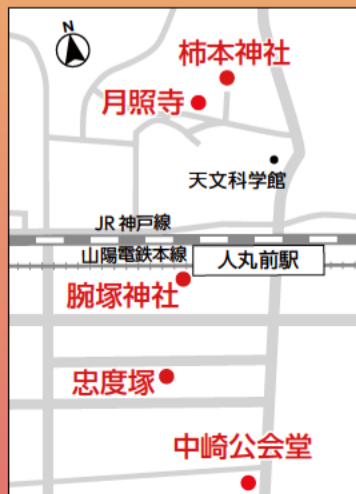 N
柿本神社
月照寺
天文科学館
JR 神戸線
山陽電鉄本線
人丸前駅
腕塚神社
忠度塚
中崎公会堂